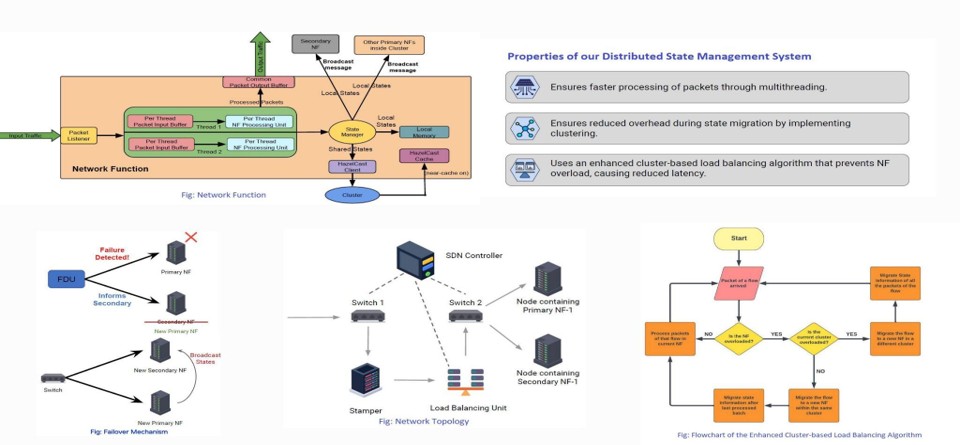 Output Traffic
Secondary
NF
Other Primary NFs
inside Cluster
Broadcast
message
Broadcast
message
Common
Packet Output Buffer
Local States
Local States
Processed Packets
Input Traffic
Packet
Listener
Per Thread
Packet Input Buffer
Per Thread
NF Processing Unit
Thread 1
Per Thread
Packet Input Buffer
Per Thread
NF Processing Unit
Thread 2
State
Manager
Local
States
Local
Memory
Shared States
HazelCast
Cache
Network Function
HazelCast
Client
(near-cache on)
Cluster
Fig: Network Function
Properties of our Distributed State Management System
Ensures faster processing of packets through multithreading.
Ensures reduced overhead during state migration by implementing
clustering.
Uses an enhanced cluster-based load balancing algorithm that prevents NF
overload, causing reduced latency.
Failure
Detected!
Primary NF
FDU
Informs
Secondary
Secondary NF
New Primary NF
Broadcast
States
New Secondary NF
Switch
New Primary NF
Fig: Failover Mechanism
SDN Controller
Switch 1
Switch 2
Node containing
Primary NF-1
Node containing
Secondary NF-1
Stamper
Load Balancing Unit
Fig: Network Topology
Start
Packet of a flow
arrived
Migrate State
information of all
the packets of the
flow
Process packets
of that flow in
current NF
NO
Is the NF
overloaded?
YES
Is the
current cluster
overloaded?
YES
Migrate the flow
to a new NF in a
different cluster
NO
Migrate state
information after
last processed
batch.
Migrate the flow
to a new NF
within the same
cluster
Fig: Flowchart of the Enhanced Cluster-based Load Balancing Algorithm